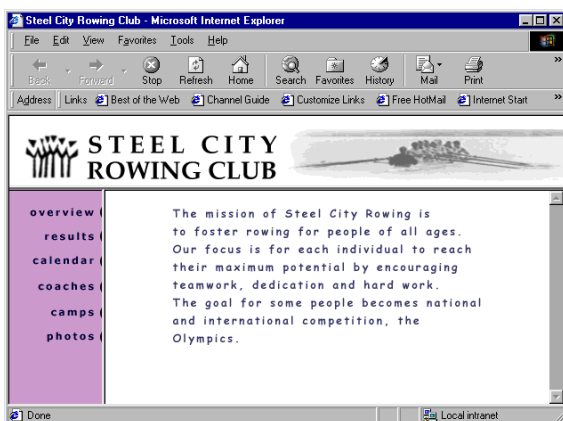 Steel City Rowing Club - Microsoft Internet Explorer
File Edit View Favorites Tools Help
Back Forward Stop Refresh Home Search Favorites History Mail Print »
Address Links Best of the Web Channel Guide Customize Links Free HotMail Internet Start »
STEEL CITY
ROWING CLUB
overview (
results (
calendar (
coaches (
camps (
photos (
The mission of Steel City Rowing is
to foster rowing for people of all ages.
Our focus is for each individual to reach
their maximum potential by encouraging
teamwork, dedication and hard work.
The goal for some people becomes national
and international competition, the
Olympics.
Done
Local intranet